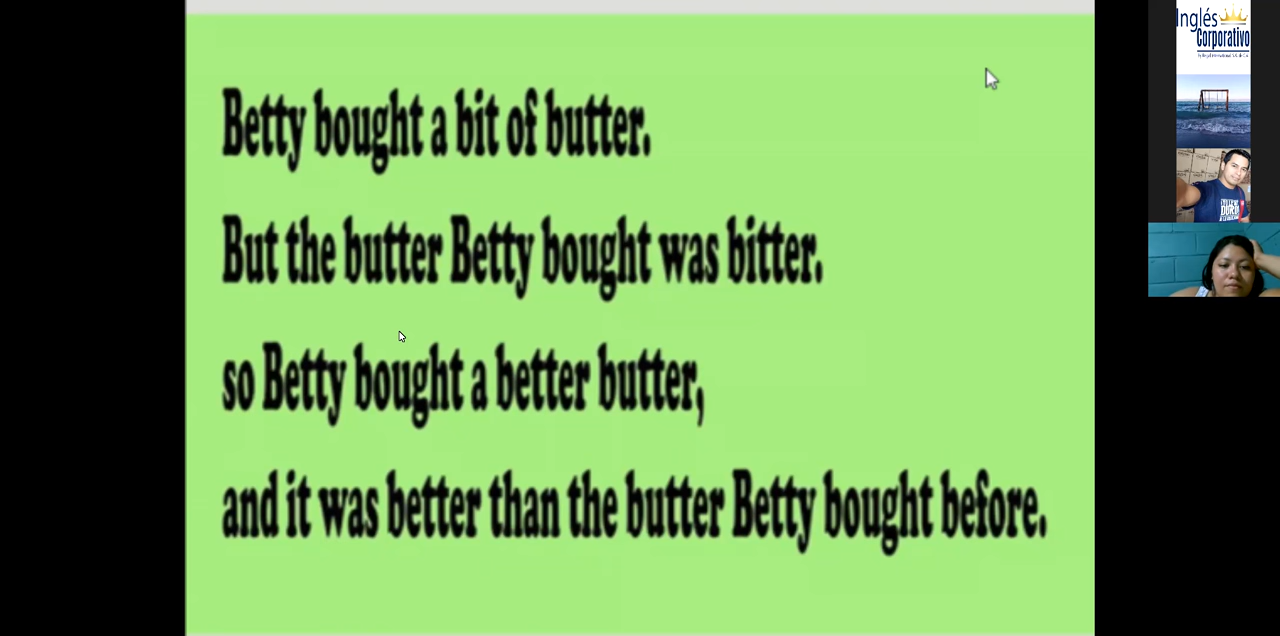 Betty bought a bit of butter.
But the butter Betty bought was bitter.
so Betty bought a better butter,
and it was better than the butter Betty bought before.
Inglés
Corporativo